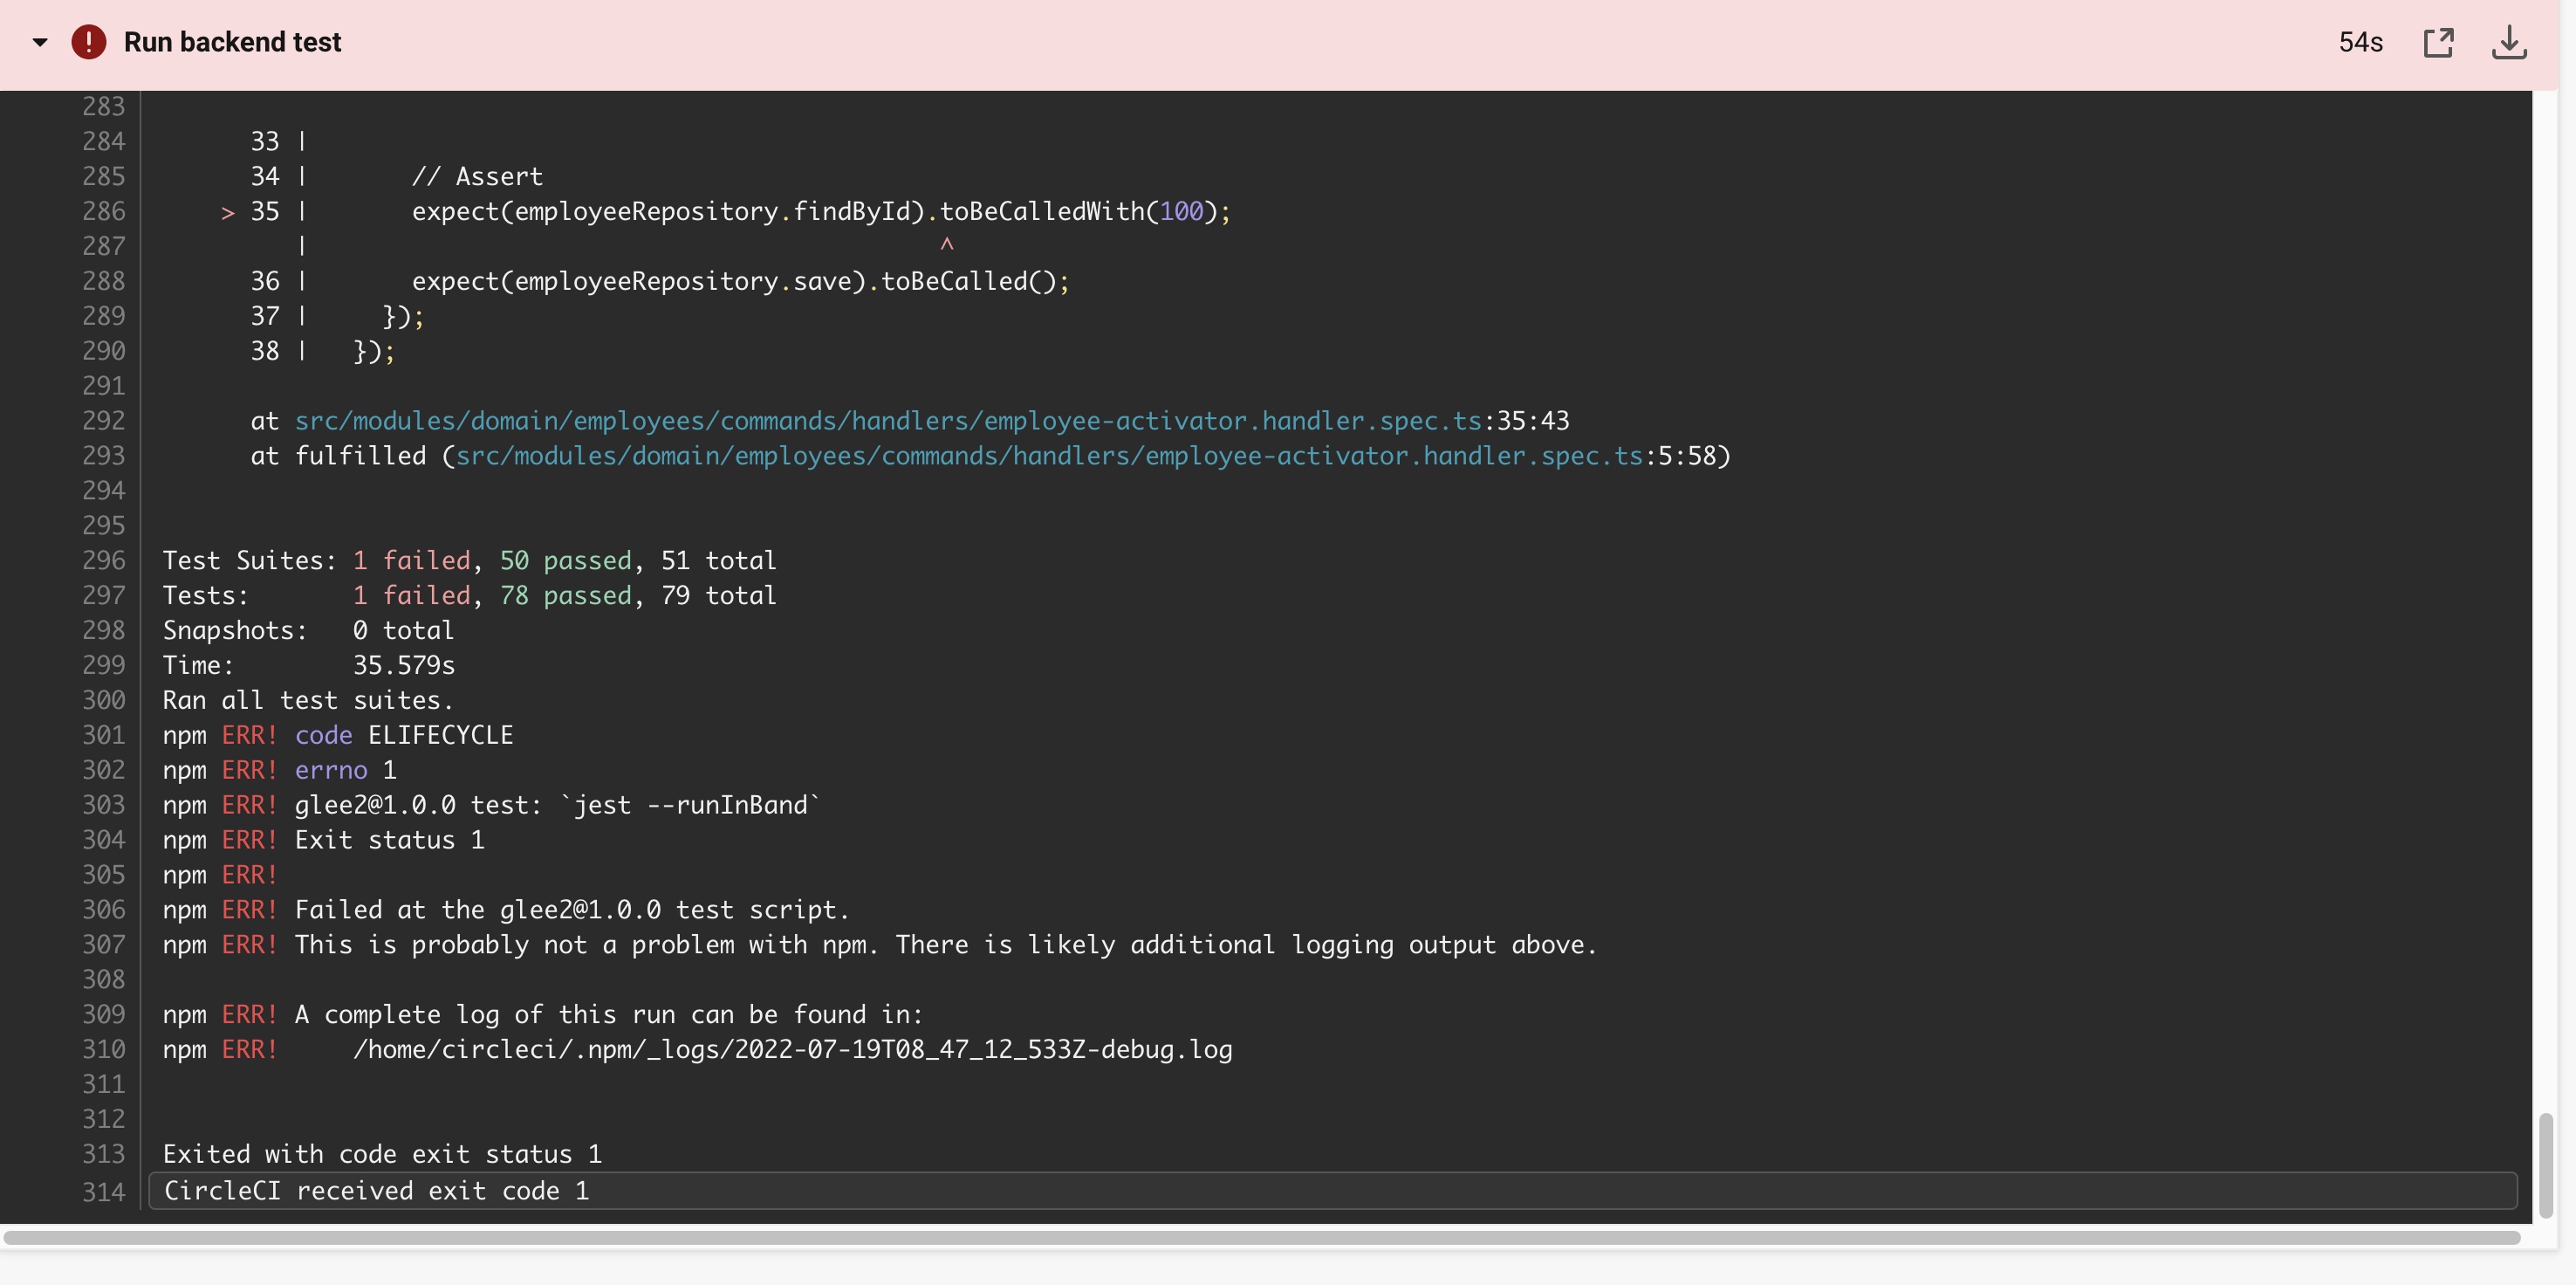 Run backend test 54s
283
284 33 |
285 34 | // Assert
286 > 35 | expect(employeeRepository.findById).toBeCalledWith(100);
287 | ^
288 36 | expect(employeeRepository.save).toBeCalled();
289 37 | });
290 38 | });
291
292 at src/modules/domain/employees/commands/handlers/employee-activator.handler.spec.ts:35:43
293 at fulfilled (src/modules/domain/employees/commands/handlers/employee-activator.handler.spec.ts:5:58)
294
295
296 Test Suites: 1 failed, 50 passed, 51 total
297 Tests: 1 failed, 78 passed, 79 total
298 Snapshots: 0 total
299 Time: 35.579s
300 Ran all test suites.
301 npm ERR! code ELIFECYCLE
302 npm ERR! errno 1
303 npm ERR! glee2@1.0.0 test: `jest --runInBand`
304 npm ERR! Exit status 1
305 npm ERR!
306 npm ERR! Failed at the glee2@1.0.0 test script.
307 npm ERR! This is probably not a problem with npm. There is likely additional logging output above.
308
309 npm ERR! A complete log of this run can be found in:
310 npm ERR! /home/circleci/.npm/_logs/2022-07-19T08_47_12_533Z-debug.log
311
312
313 Exited with code exit status 1
314 CircleCI received exit code 1